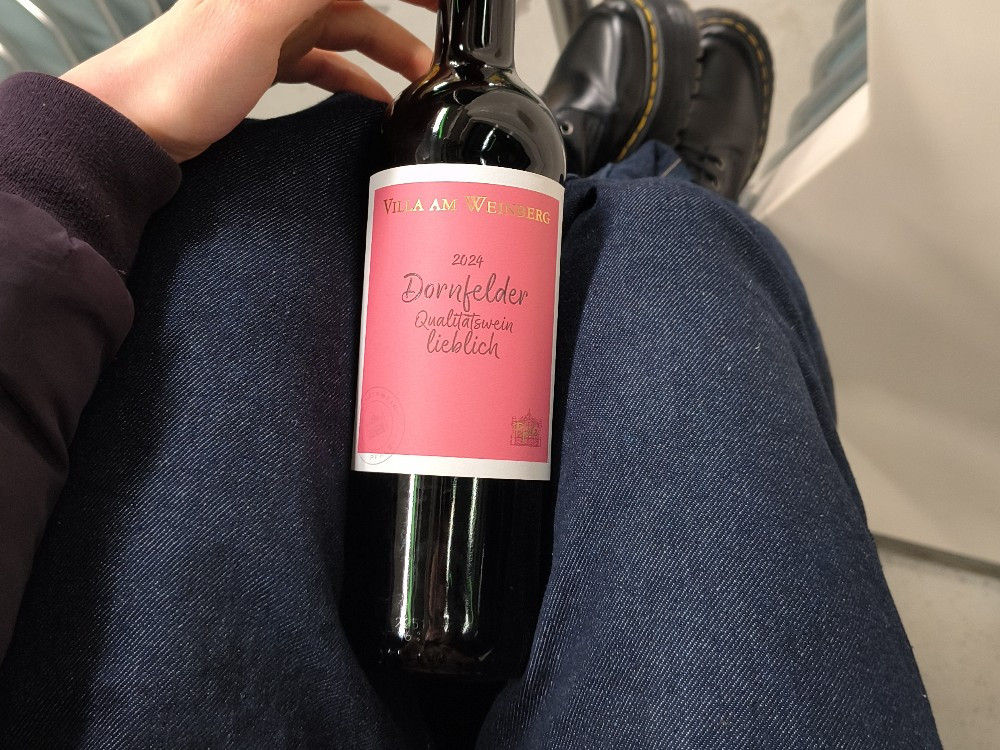 VILLA AM WEINBERG
2024
Dornfelder
Qualitätswein
lieblich